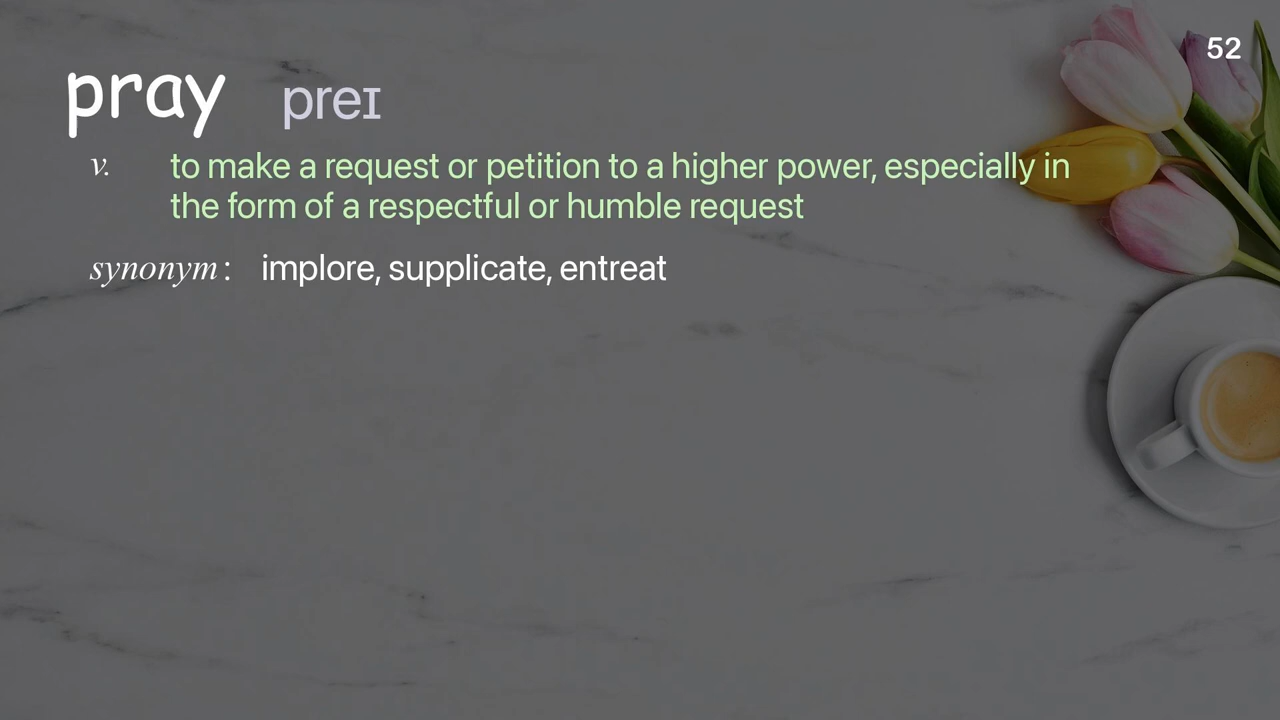 52
pray preɪ
v. to make a request or petition to a higher power, especially in
the form of a respectful or humble request
synonym: implore, supplicate, entreat